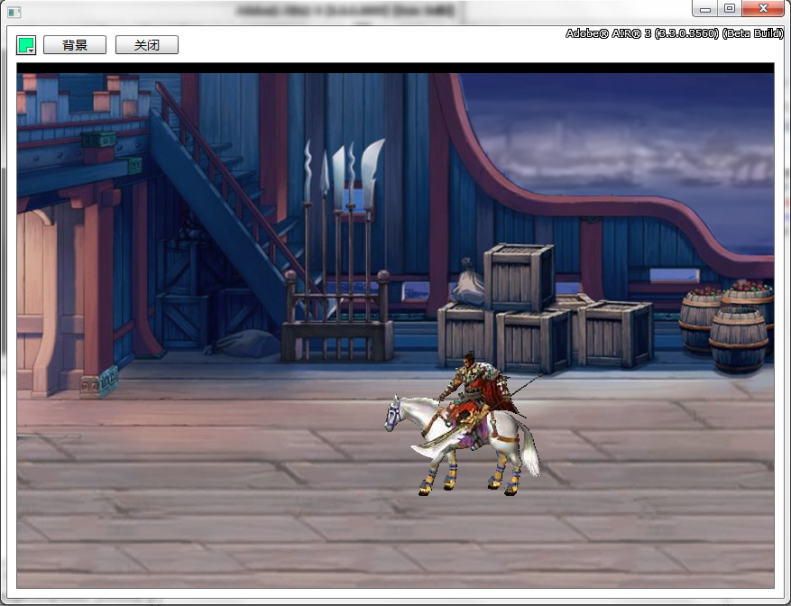 Adobe® AIR® 3 (3.3.0.3560) (Beta Build)
背景
关闭